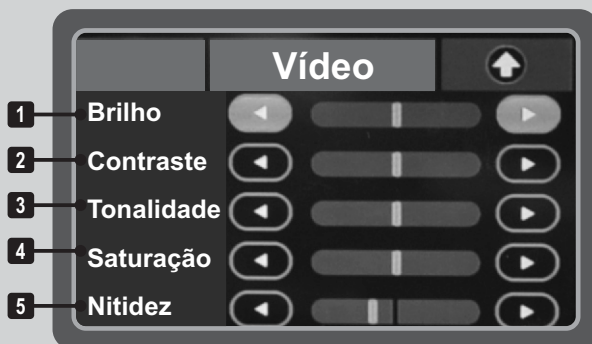 Vídeo
1 Brilho
2 Contraste
3 Tonalidade
4 Saturação
5 Nitidez